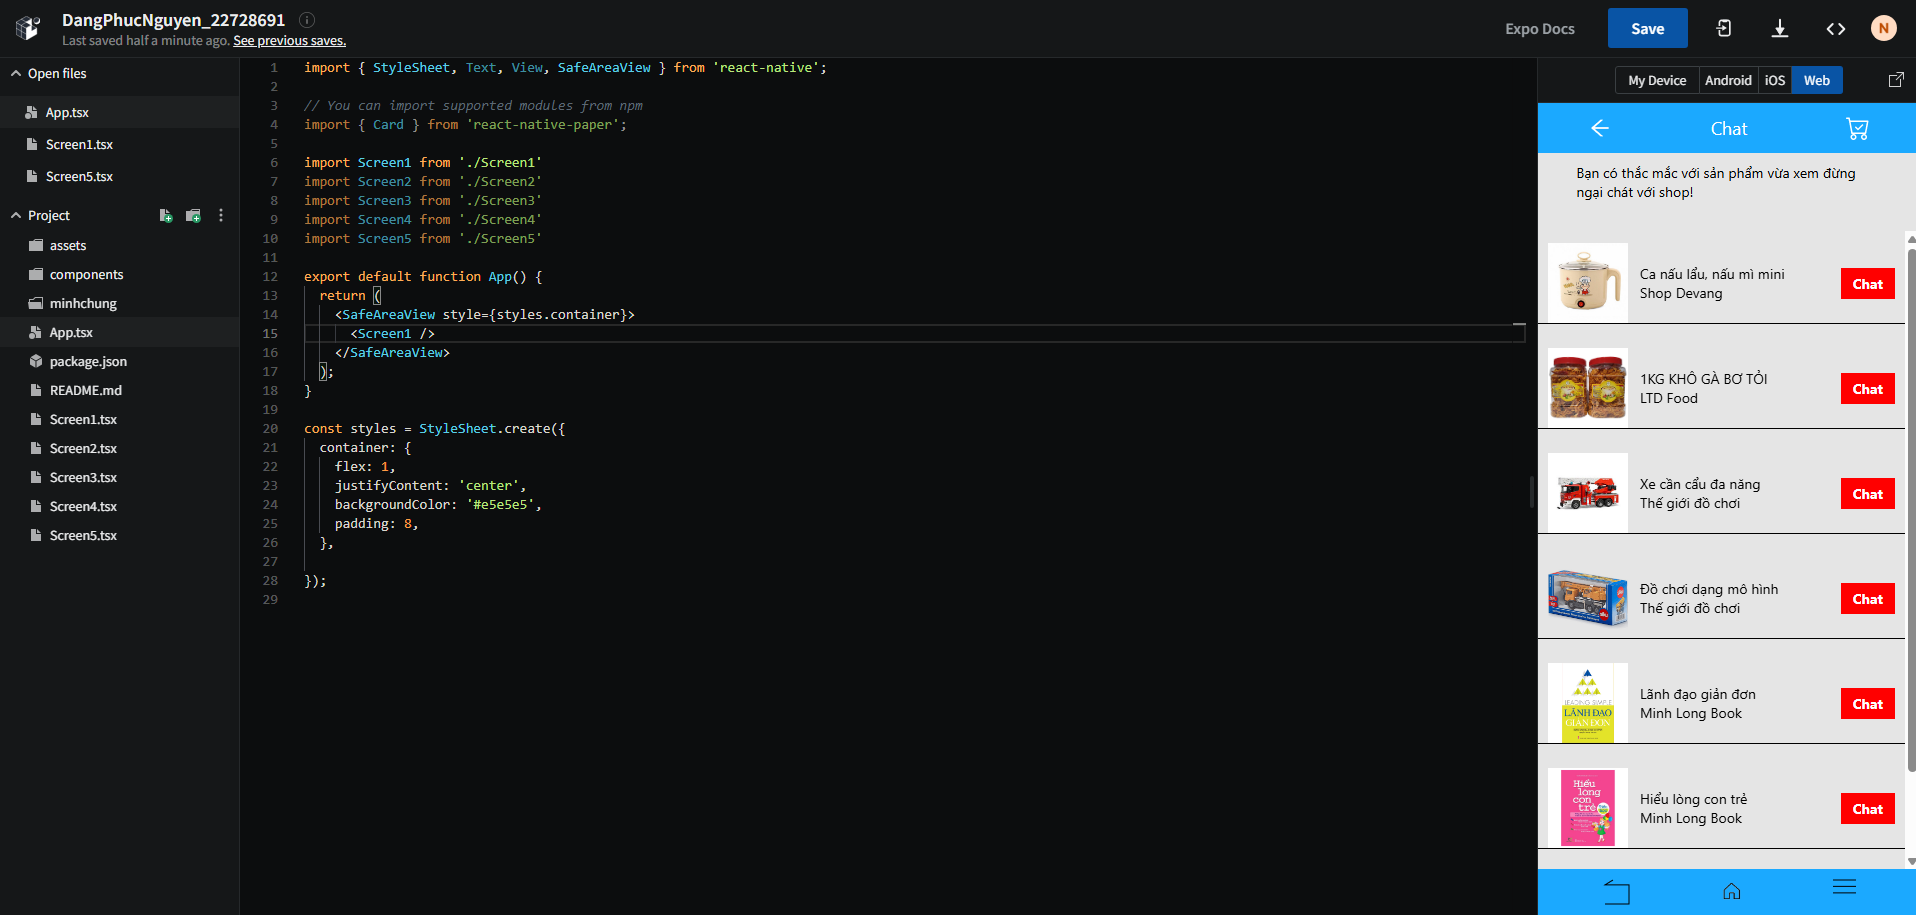 DangPhucNguyen_22728691
Last saved half a minute ago. See previous saves.
Expo Docs
Save
N
Open files
App.tsx
Screen1.tsx
Screen5.tsx
Project
assets
components
minhchung
App.tsx
package.json
README.md
Screen1.tsx
Screen2.tsx
Screen3.tsx
Screen4.tsx
Screen5.tsx
1 import { StyleSheet, Text, View, SafeAreaView } from 'react-native';
2
3 // You can import supported modules from npm
4 import { Card } from 'react-native-paper';
5
6 import Screen1 from './Screen1'
7 import Screen2 from './Screen2'
8 import Screen3 from './Screen3'
9 import Screen4 from './Screen4'
10 import Screen5 from './Screen5'
11
12 export default function App() {
13 return (
14 <SafeAreaView style={styles.container}>
15 <Screen1 />
16 </SafeAreaView>
17 );
18 }
19
20 const styles = StyleSheet.create({
21 container: {
22 flex: 1,
23 justifyContent: 'center',
24 backgroundColor: '#e5e5e5',
25 padding: 8,
26 },
27
28 });
29
My Device Android iOS Web
Chat
Bạn có thắc mắc với sản phẩm vừa xem đừng
ngại chát với shop!
Ca nấu lẩu, nấu mì mini
Shop Devang
Chat
1KG KHÔ GÀ BƠ TỎI
LTD Food
Chat
Xe cần cẩu đa năng
Thế giới đồ chơi
Chat
Đồ chơi dạng mô hình
Thế giới đồ chơi
Chat
LÃNH ĐẠO
GIẢN ĐƠN
Lãnh đạo giản đơn
Minh Long Book
Chat
Hiểu
lòng
con
trẻ
Hiểu lòng con trẻ
Minh Long Book
Chat